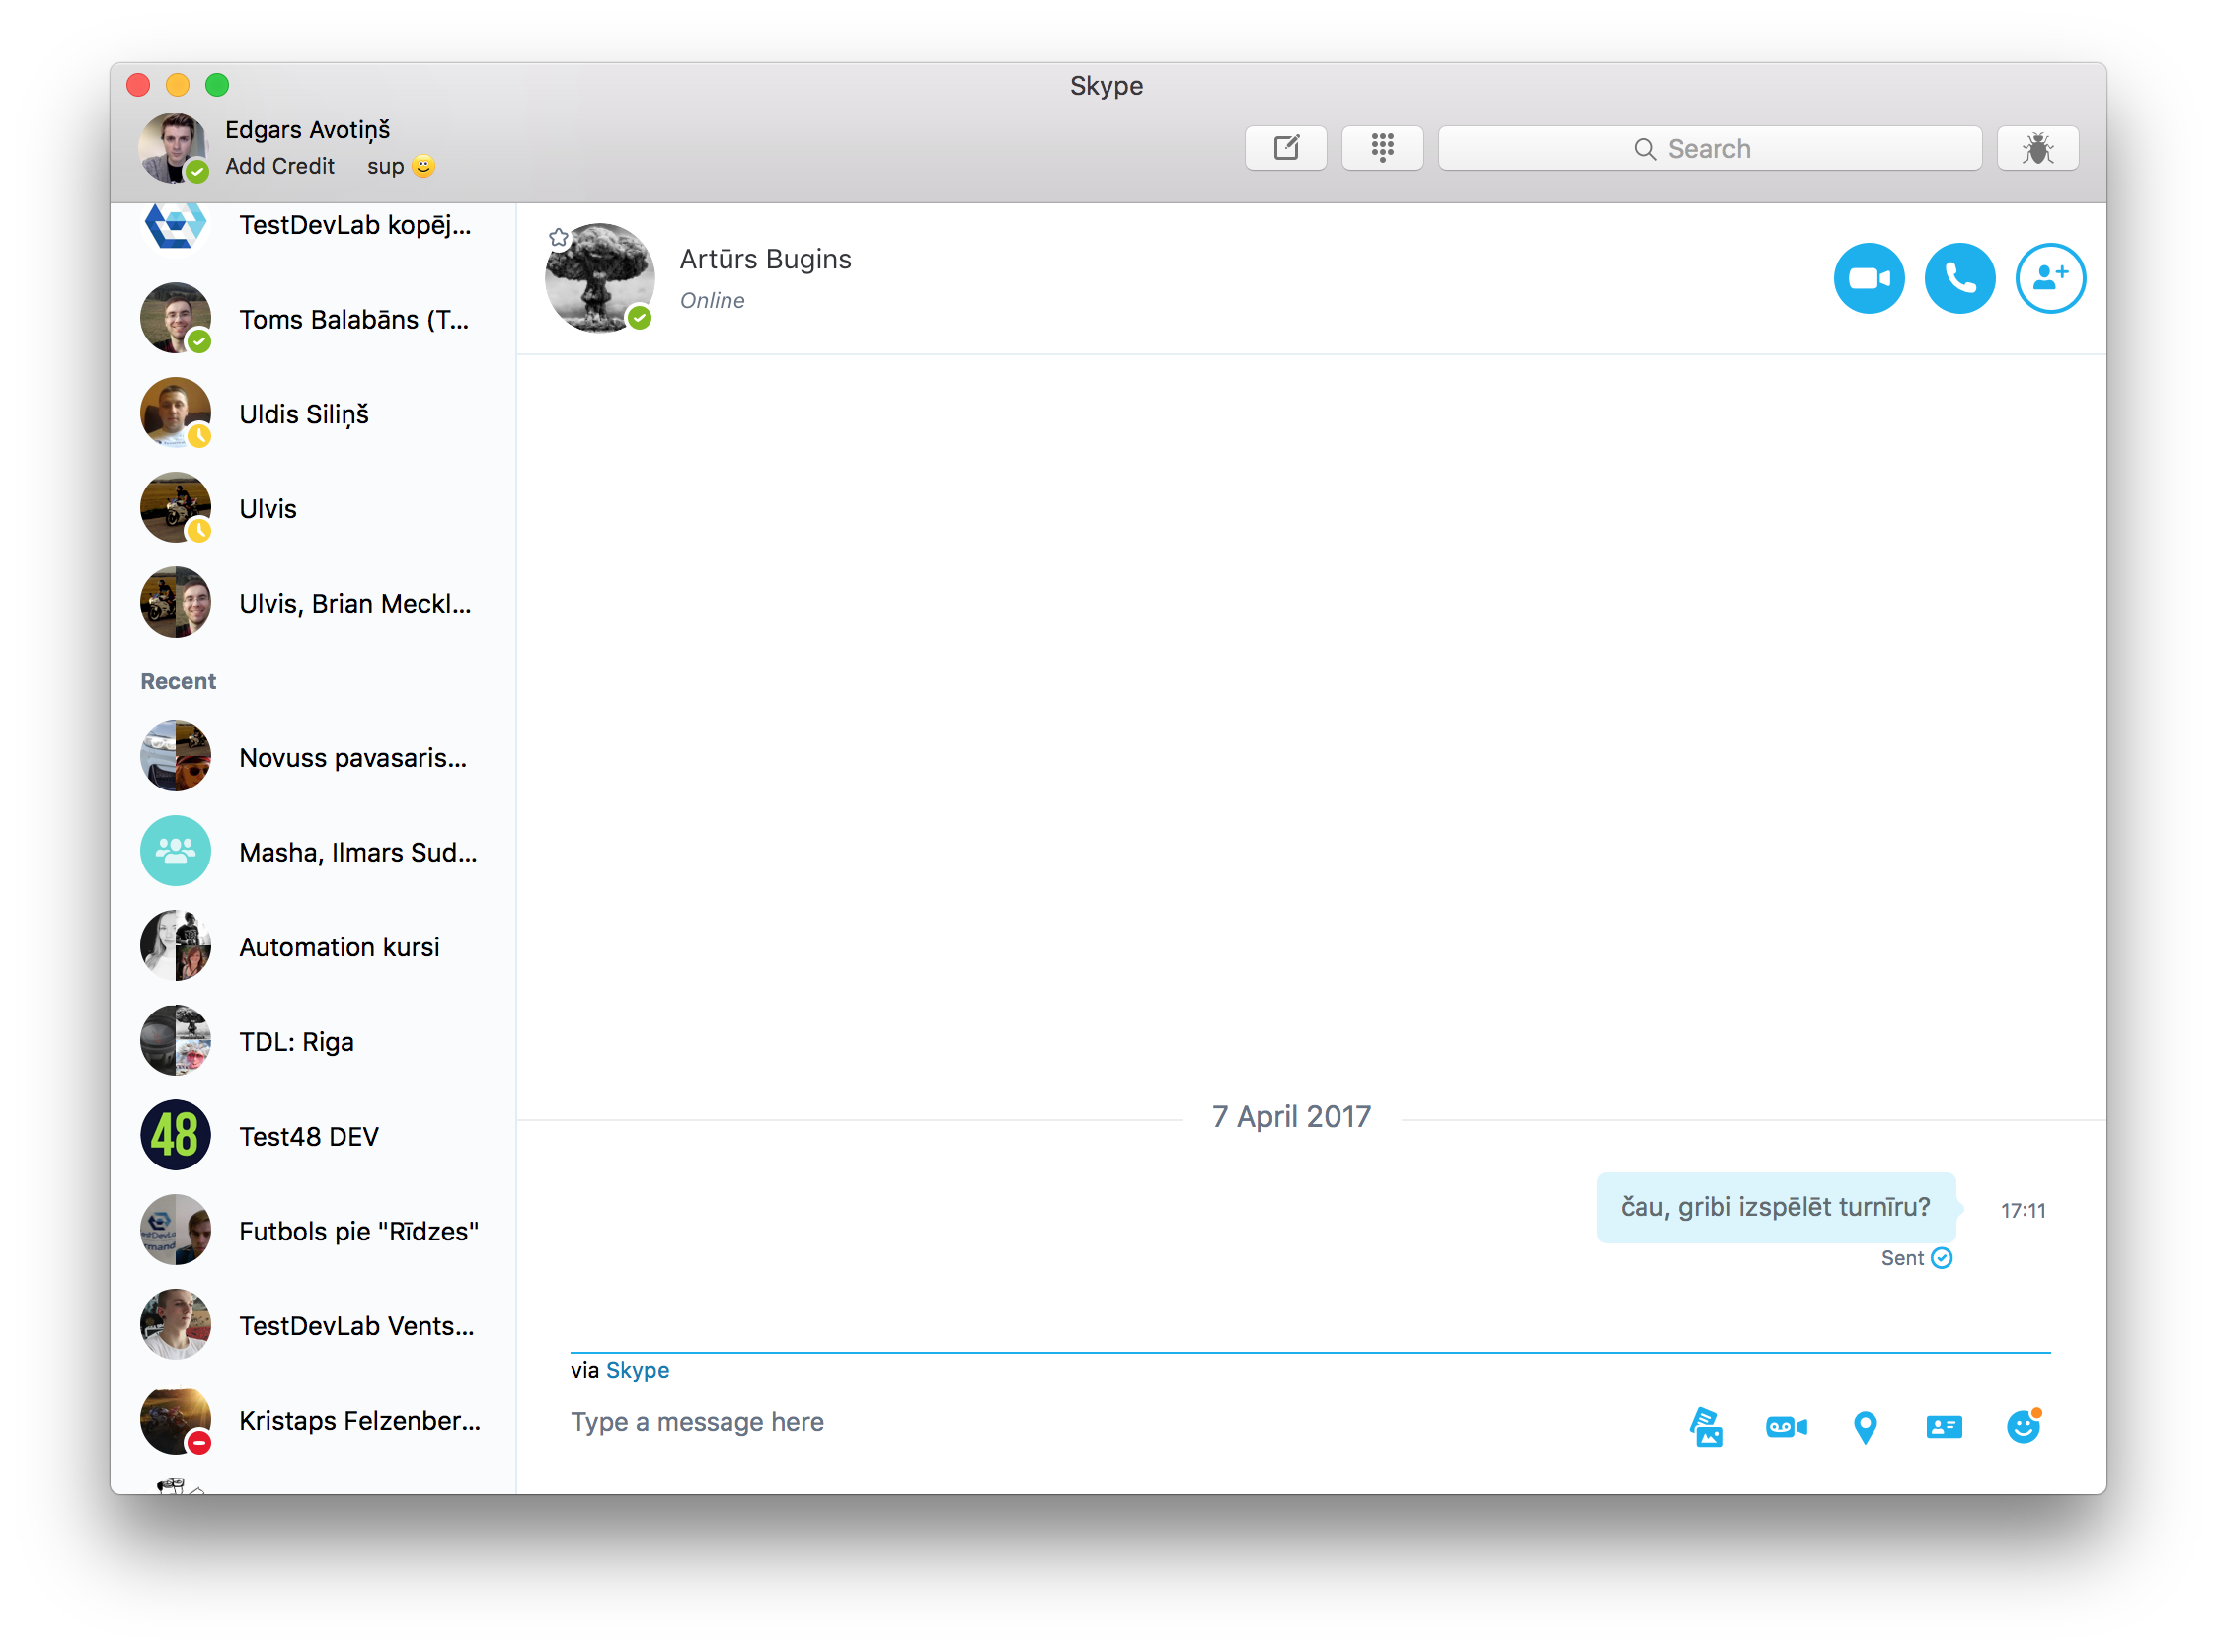 Skype
Edgars Avotiņš
Add Credit sup
Search
TestDevLab kopēj...
Toms Balabāns (T...
Uldis Siliņš
Ulvis
Ulvis, Brian Meckl...
Recent
Novuss pavasaris...
Masha, Ilmars Sud...
Automation kursi
TDL: Riga
48
Test48 DEV
Futbols pie "Rīdzes"
TestDevLab Vents...
Kristaps Felzenber...
Artūrs Bugins
Online
7 April 2017
čau, gribi izspēlēt turnīru?
17:11
Sent
via Skype
Type a message here